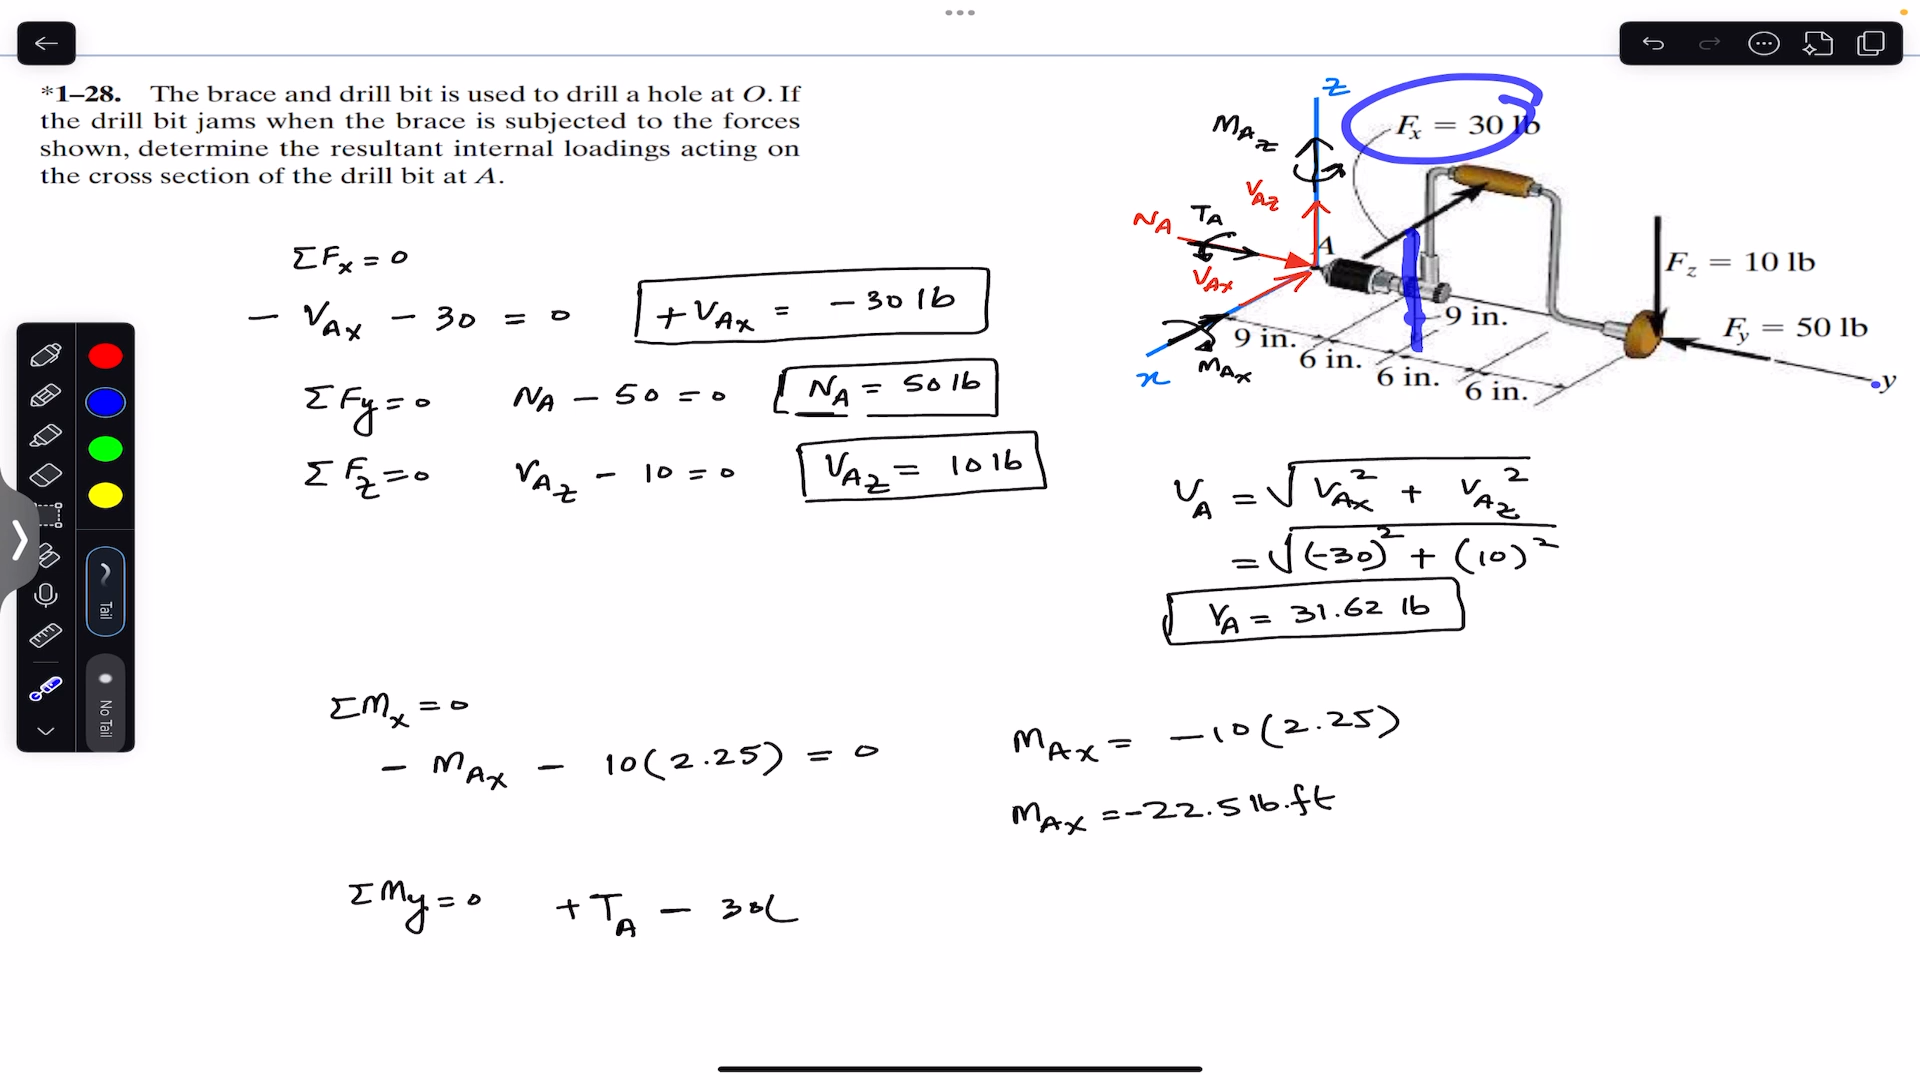 *1–28. The brace and drill bit is used to drill a hole at O. If
the drill bit jams when the brace is subjected to the forces
shown, determine the resultant internal loadings acting on
the cross section of the drill bit at A.
ΣFx = 0
− VAx − 30 = 0
+VAx = −30 lb
ΣFy = 0
NA − 50 = 0
NA = 50 lb
ΣFz = 0
VAz − 10 = 0
VAz = 10 lb
z
Fx = 30 lb
MAz
VAz
NA
TA
A
VAx
Fz = 10 lb
9 in.
Fy = 50 lb
9 in.
6 in.
6 in.
6 in.
MAx
x
y
VA = √VAx² + VAz²
= √(-30)² + (10)²
VA = 31.62 lb
ΣMx = 0
− MAx − 10(2.25) = 0
MAx = −10(2.25)
MAx = −22.5 lb.ft
ΣMy = 0
+TA − 30(
Tail
No Tail